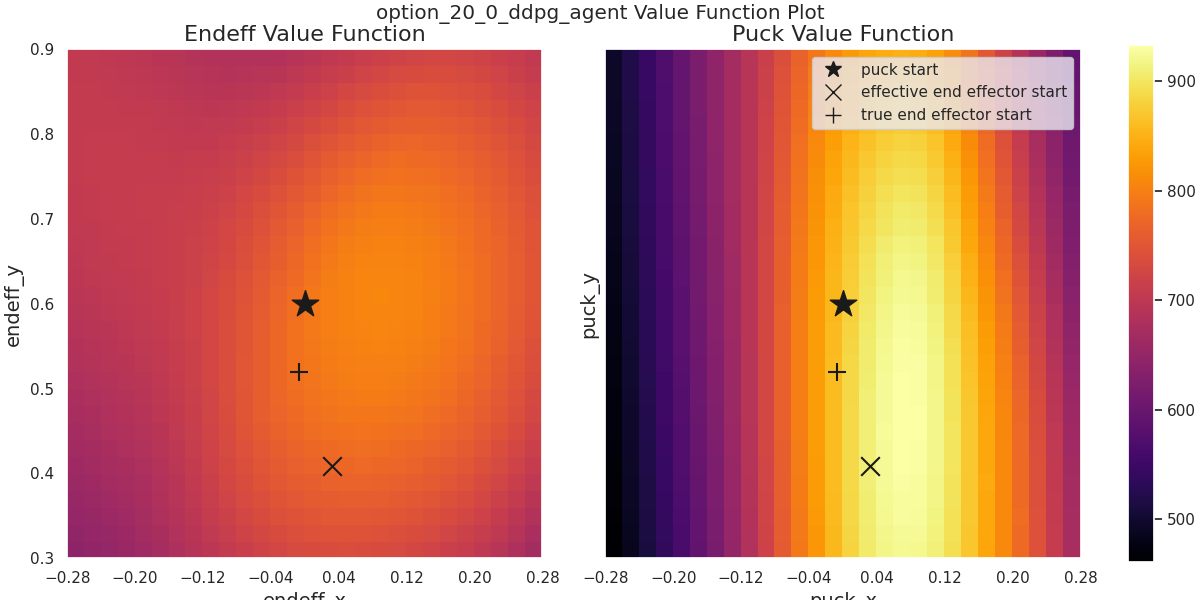 option_20_0_ddpg_agent Value Function Plot
Endeff Value Function
Puck Value Function
puck start
effective end effector start
true end effector start
endeff_y
0.9
0.8
0.7
0.6
0.5
0.4
0.3
−0.28 −0.20 −0.12 −0.04 0.04 0.12 0.20 0.28
endeff_x
puck_y
−0.28 −0.20 −0.12 −0.04 0.04 0.12 0.20 0.28
puck_x
900
800
700
600
500